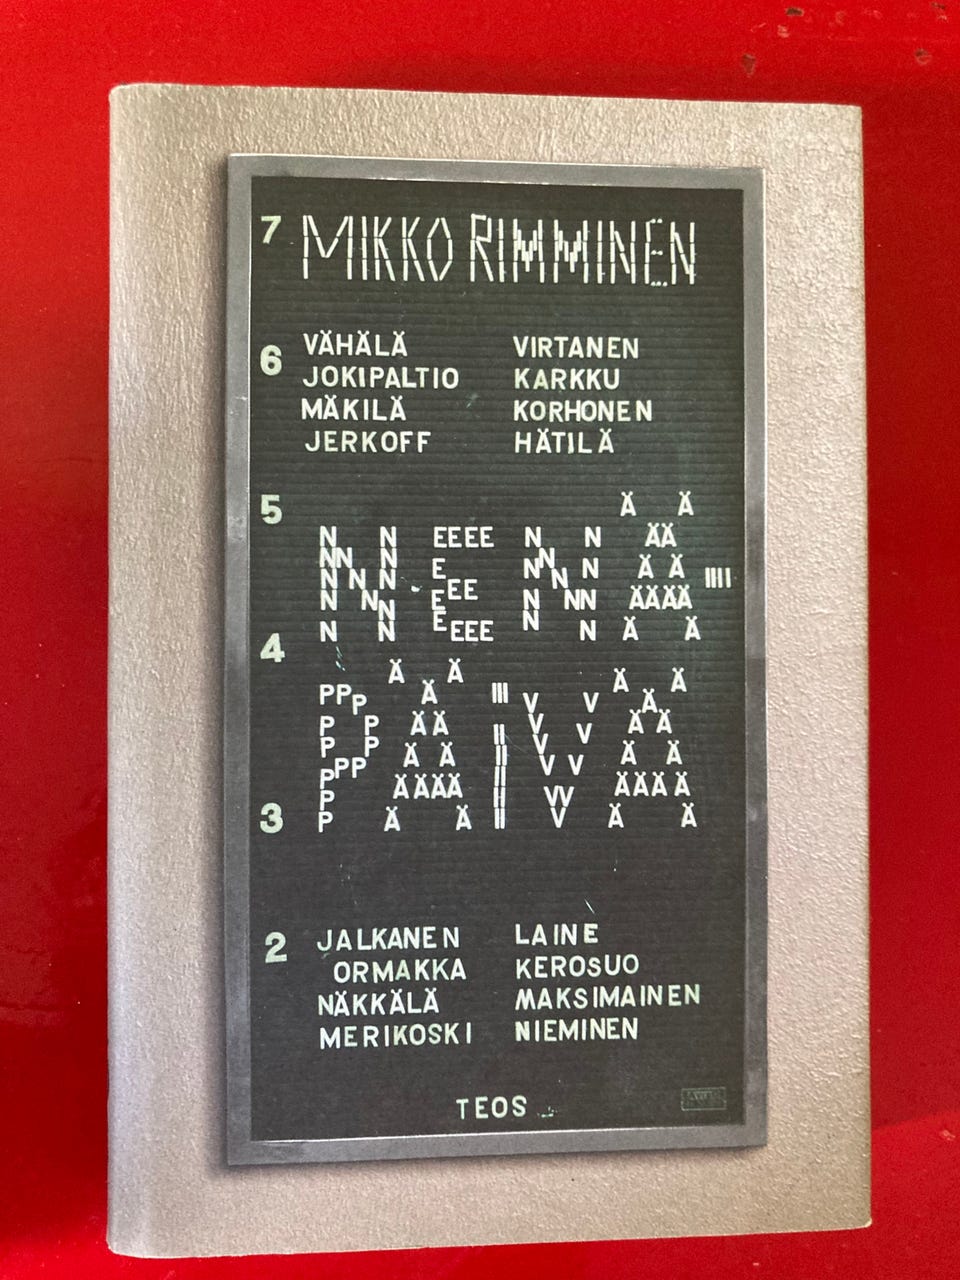 7 MIKKO RIMMINEN
6
VÄHÄLÄ VIRTANEN
JOKIPALTIO KARKKU
MÄKILÄ KORHONEN
JERKOFF HÄTILÄ
5
NENÄ-
4
PÄIVÄ
3
2
JALKANEN LAINE
ORMAKKA KEROSUO
NÄKKÄLÄ MAKSIMAINEN
MERIKOSKI NIEMINEN
TEOS